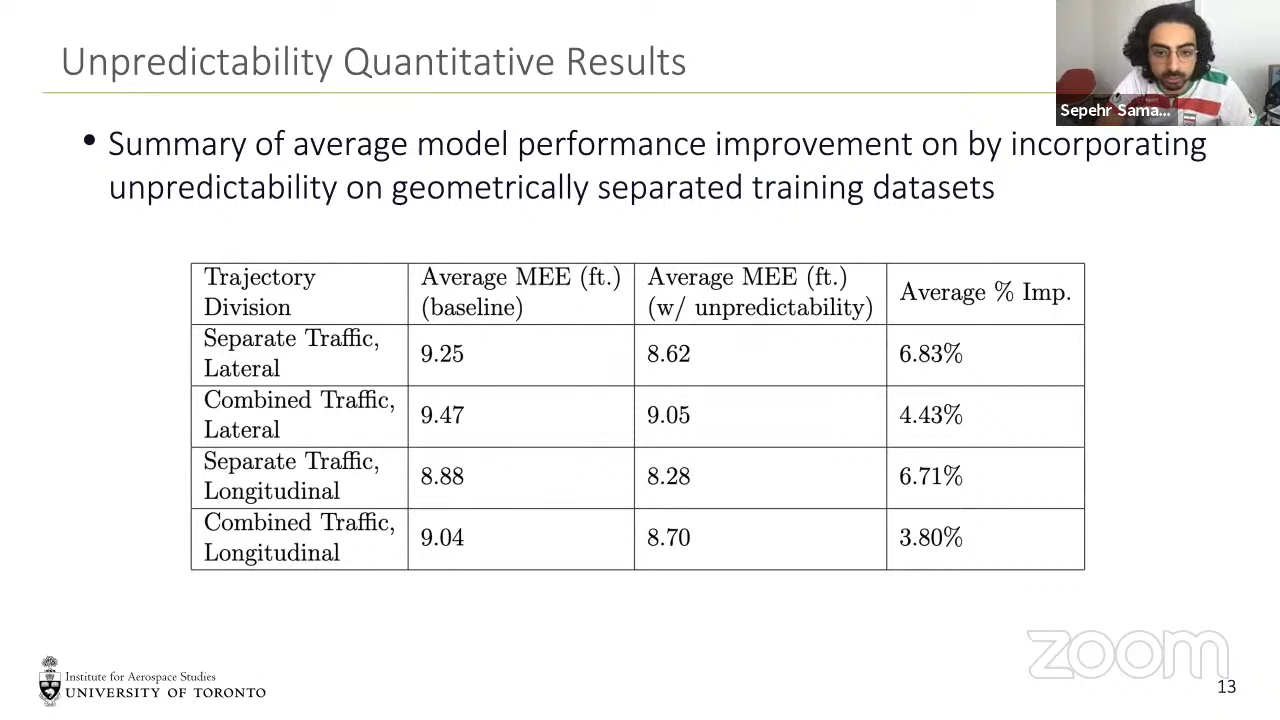 Unpredictability Quantitative Results
Sepehr Sama...
• Summary of average model performance improvement on by incorporating
unpredictability on geometrically separated training datasets
Trajectory Division Average MEE (ft.) (baseline) Average MEE (ft.) (w/ unpredictability) Average % Imp.
Separate Traffic, Lateral 9.25 8.62 6.83%
Combined Traffic, Lateral 9.47 9.05 4.43%
Separate Traffic, Longitudinal 8.88 8.28 6.71%
Combined Traffic, Longitudinal 9.04 8.70 3.80%
zoom
Institute for Aerospace Studies
UNIVERSITY OF TORONTO
13